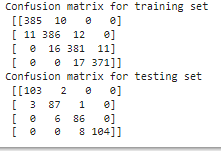 Confusion matrix for training set
[[385 10 0 0]
[ 11 386 12 0]
[ 0 16 381 11]
[ 0 0 17 371]]
Confusion matrix for testing set
[[103 2 0 0]
[ 3 87 1 0]
[ 0 6 86 0]
[ 0 0 8 104]]